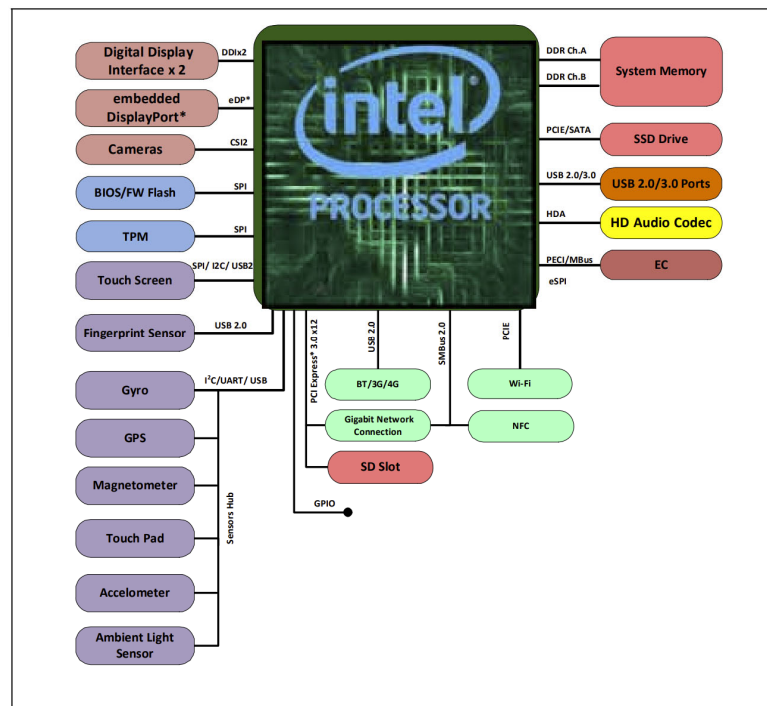 Digital Display
Interface x 2
DDIx2
embedded
DisplayPort*
eDP*
Cameras
CSI2
BIOS/FW Flash
SPI
TPM
SPI
Touch Screen
SPI/ I2C/ USB2
Fingerprint Sensor
USB 2.0
Gyro
I²C/UART/ USB
GPS
Magnetometer
Touch Pad
Accelometer
Ambient Light
Sensor
Sensors Hub
intel
PROCESSOR
DDR Ch.A
DDR Ch.B
System Memory
PCIE/SATA
SSD Drive
USB 2.0/3.0
USB 2.0/3.0 Ports
HDA
HD Audio Codec
PECI/MBus
eSPI
EC
PCI Express* 3.0 x12
USB 2.0
SMBus 2.0
PCIE
BT/3G/4G
Wi-Fi
Gigabit Network
Connection
NFC
SD Slot
GPIO